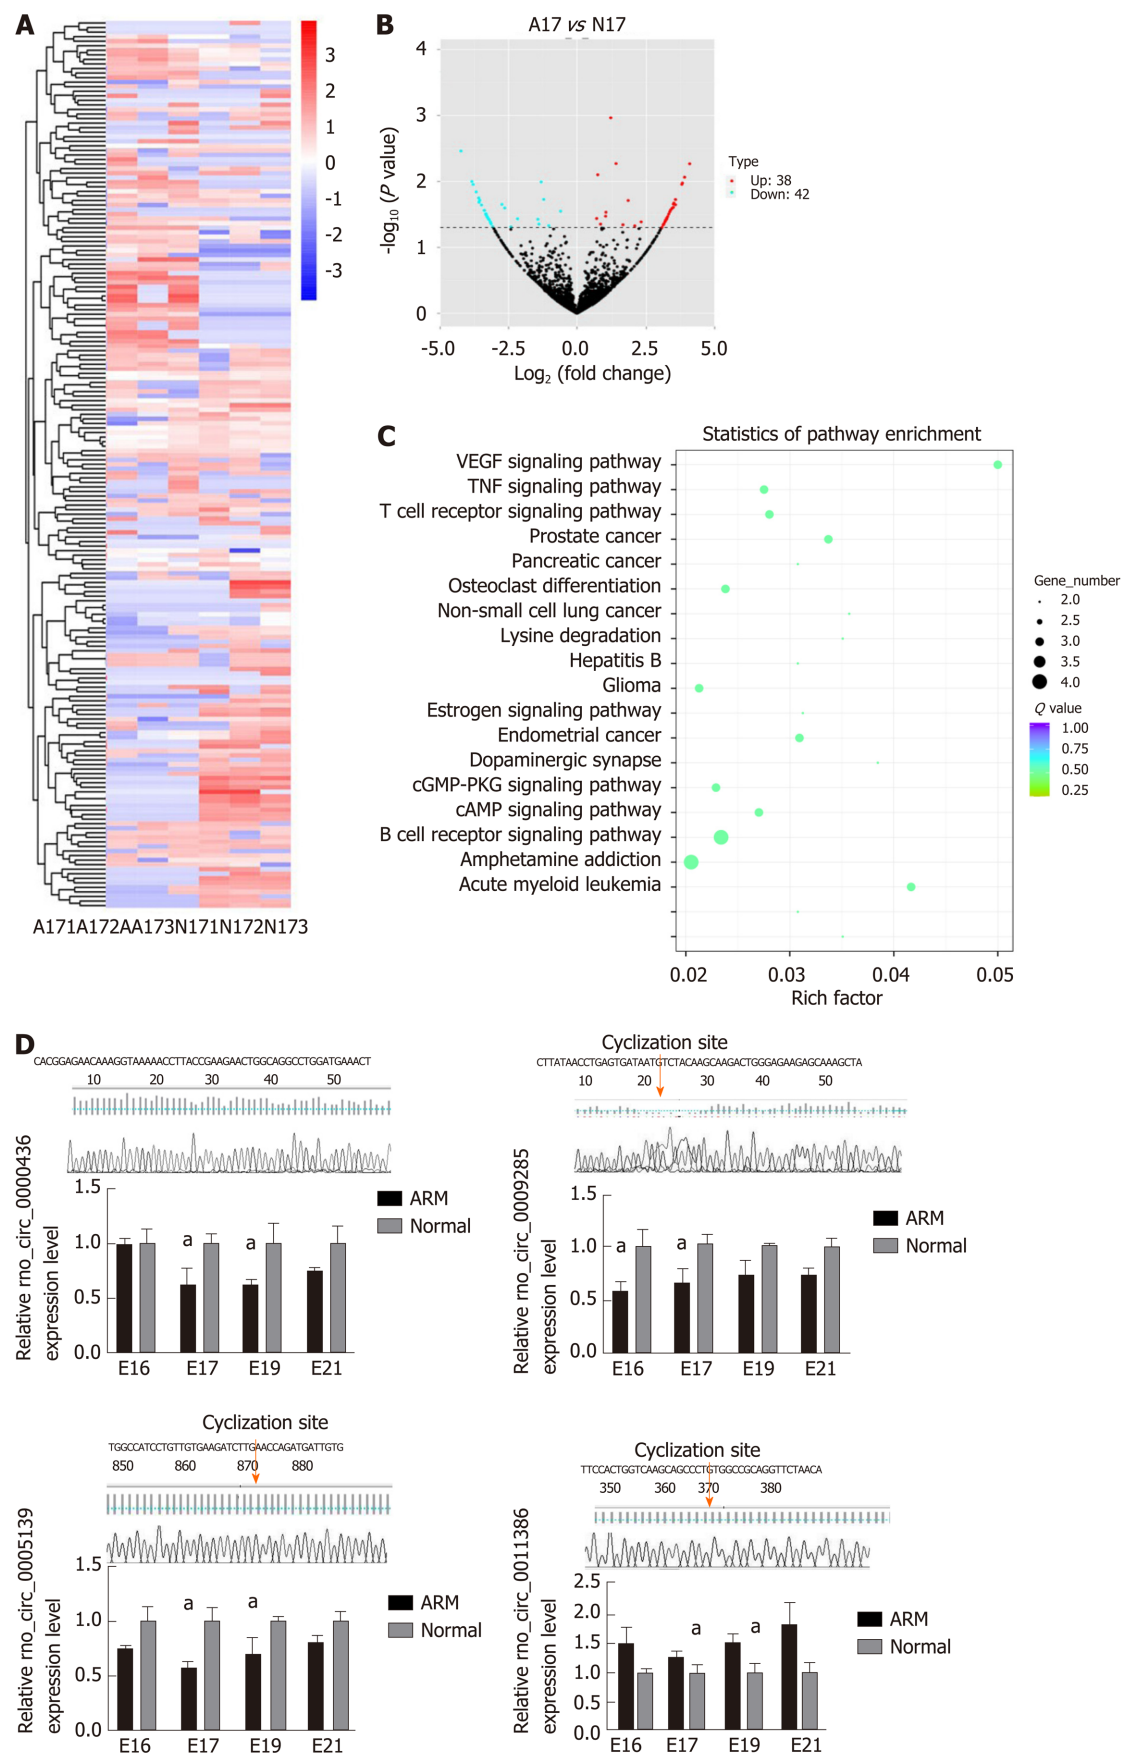 A
3
2
1
0
-1
-2
-3
A171A172AA173N171N172N173
B
A17 vs N17
-log10 (P value)
4
3
2
1
0
-5.0 -2.5 0.0 2.5 5.0
Log2 (fold change)
Type
Up: 38
Down: 42
C
Statistics of pathway enrichment
VEGF signaling pathway
TNF signaling pathway
T cell receptor signaling pathway
Prostate cancer
Pancreatic cancer
Osteoclast differentiation
Non-small cell lung cancer
Lysine degradation
Hepatitis B
Glioma
Estrogen signaling pathway
Endometrial cancer
Dopaminergic synapse
cGMP-PKG signaling pathway
cAMP signaling pathway
B cell receptor signaling pathway
Amphetamine addiction
Acute myeloid leukemia
0.02 0.03 0.04 0.05
Rich factor
Gene_number
2.0
2.5
3.0
3.5
4.0
Q value
1.00
0.75
0.50
0.25
D
CACGGAGAACAAAGGTAAAAACCTTACCGAAGAACTGGCAGGCCTGGATGAAACT
10 20 30 40 50
Relative rno_circ_0000436
expression level
1.5
1.0
0.5
0.0
a a
E16 E17 E19 E21
ARM
Normal
Cyclization site
CTTATAACCTGAGTGATAATGTCTACAAGCAAGACTGGGAGAAGAGCAAAGCTA
10 20 30 40 50
Relative rno_circ_0009285
expression level
1.5
1.0
0.5
0.0
a a
E16 E17 E19 E21
ARM
Normal
Cyclization site
TGGCCATCCTGTTGTGAAGATCTTGAACCAGATGATTGTG
850 860 870 880
Relative rno_circ_0005139
expression level
1.5
1.0
0.5
0.0
a a
E16 E17 E19 E21
ARM
Normal
Cyclization site
TTCCACTGGTCAAGCAGCCCTGTGGCCGCAGGTTCTAACA
350 360 370 380
Relative rno_circ_0011386
expression level
2.5
2.0
1.5
1.0
0.5
0.0
a a
E16 E17 E19 E21
ARM
Normal